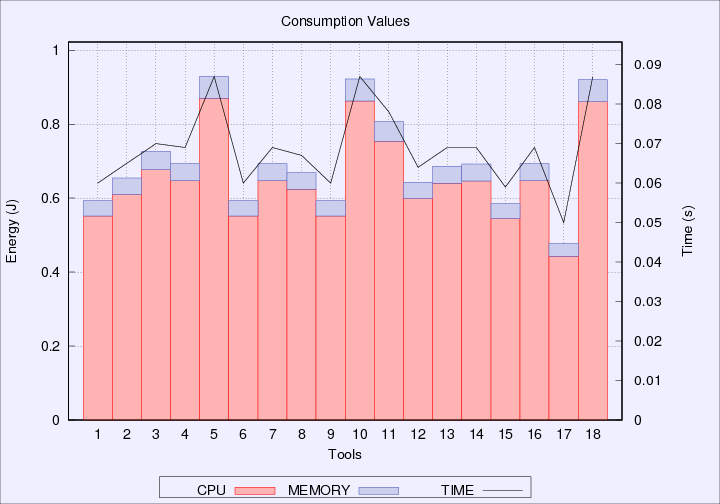 Consumption Values
1
0.8
0.6
0.4
0.2
0
Energy (J)
0.09
0.08
0.07
0.06
0.05
0.04
0.03
0.02
0.01
0
Time (s)
1 2 3 4 5 6 7 8 9 10 11 12 13 14 15 16 17 18
Tools
CPU MEMORY TIME